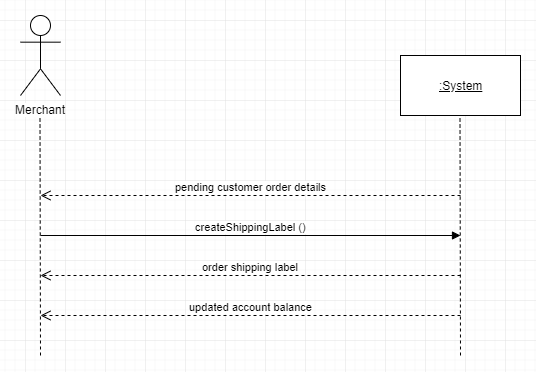 :System
Merchant
pending customer order details
createShippingLabel ()
order shipping label
updated account balance